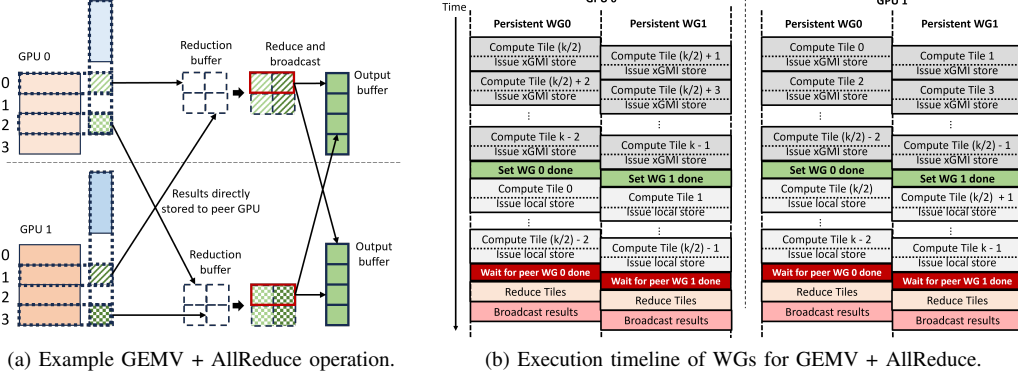 GPU 0
0
1
2
3
Reduction
buffer
Reduce and
broadcast
Output
buffer
Results directly
stored to peer GPU
GPU 1
0
1
2
3
Reduction
buffer
Output
buffer
(a) Example GEMV + AllReduce operation.
Time
GPU 0
Persistent WG0
Persistent WG1
Compute Tile (k/2)
Issue xGMI store
Compute Tile (k/2) + 2
Issue xGMI store
...
Compute Tile k - 2
Issue xGMI store
Set WG 0 done
Compute Tile 0
Issue local store
...
Compute Tile (k/2) - 2
Issue local store
Wait for peer WG 0 done
Reduce Tiles
Broadcast results
Compute Tile (k/2) + 1
Issue xGMI store
Compute Tile (k/2) + 3
Issue xGMI store
...
Compute Tile k - 1
Issue xGMI store
Set WG 1 done
Compute Tile 1
Issue local store
...
Compute Tile (k/2) - 1
Issue local store
Wait for peer WG 1 done
Reduce Tiles
Broadcast results
GPU 1
Persistent WG0
Persistent WG1
Compute Tile 0
Issue xGMI store
Compute Tile 2
Issue xGMI store
...
Compute Tile (k/2) - 2
Issue xGMI store
Set WG 0 done
Compute Tile (k/2)
Issue local store
...
Compute Tile k - 2
Issue local store
Wait for peer WG 0 done
Reduce Tiles
Broadcast results
Compute Tile 1
Issue xGMI store
Compute Tile 3
Issue xGMI store
...
Compute Tile (k/2) - 1
Issue xGMI store
Set WG 1 done
Compute Tile (k/2) + 1
Issue local store
...
Compute Tile k - 1
Issue local store
Wait for peer WG 1 done
Reduce Tiles
Broadcast results
(b) Execution timeline of WGs for GEMV + AllReduce.